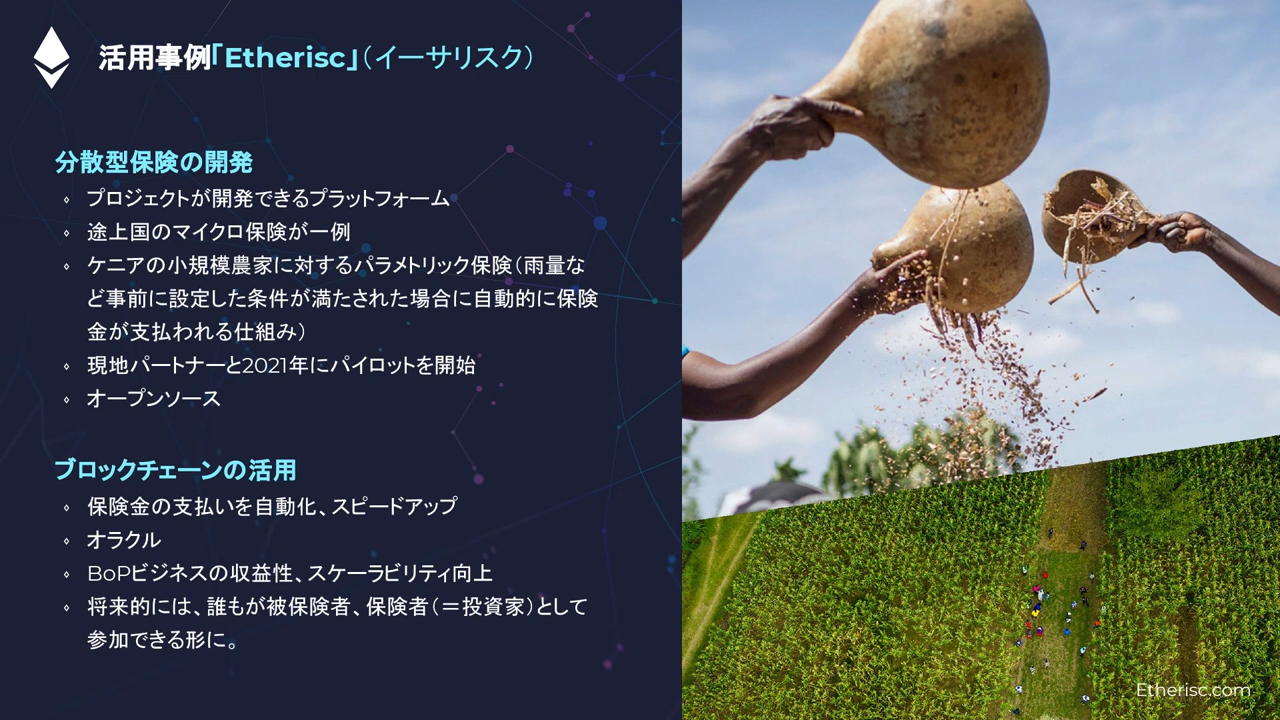 活用事例「Etherisc」（イーサリスク）
分散型保険の開発
プロジェクトが開発できるプラットフォーム
途上国のマイクロ保険が一例
ケニアの小規模農家に対するパラメトリック保険（雨量な
ど事前に設定した条件が満たされた場合に自動的に保険
金が支払われる仕組み）
現地パートナーと2021年にパイロットを開始
オープンソース
ブロックチェーンの活用
保険金の支払いを自動化、スピードアップ
オラクル
BoPビジネスの収益性、スケーラビリティ向上
将来的には、誰もが被保険者、保険者（＝投資家）として
参加できる形に。
Etherisc.com